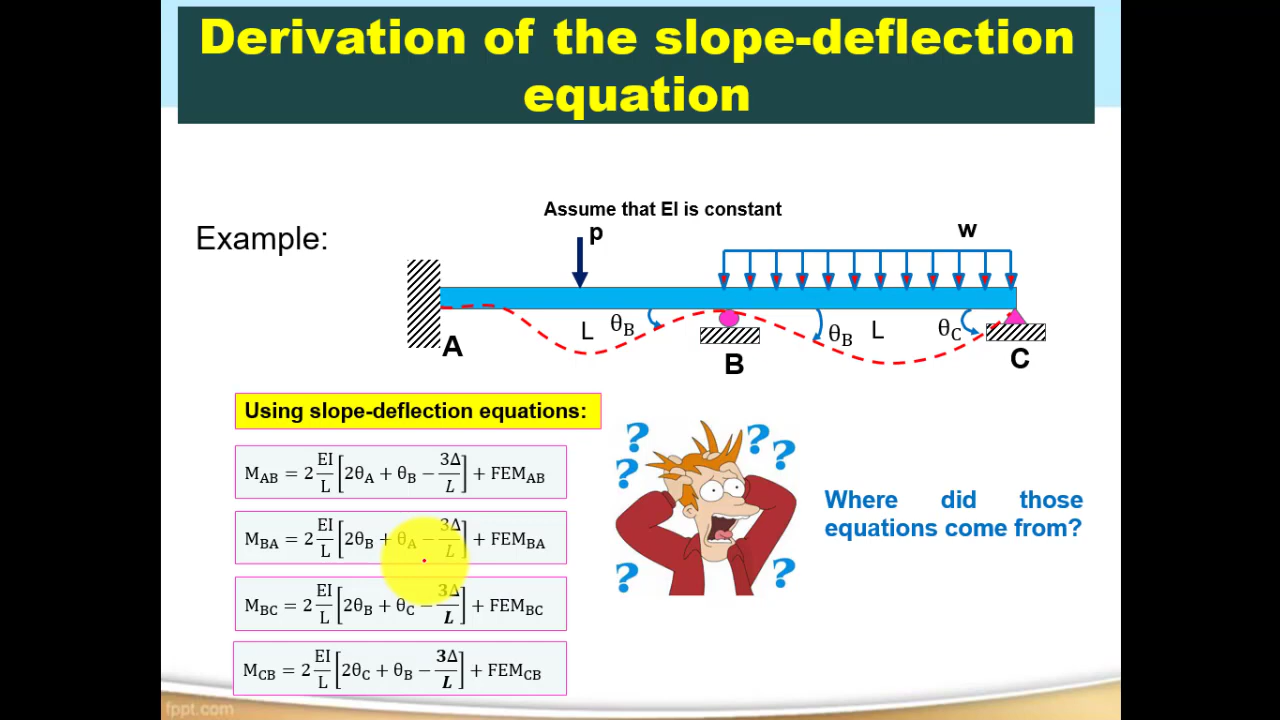 Derivation of the slope-deflection
equation
Assume that EI is constant
Example:
p
w
A
L
θB
B
θB
L
θC
C
Using slope-deflection equations:
MAB = 2 EI/L [2θA + θB − 3Δ/L] + FEMAB
MBA = 2 EI/L [2θB + θA − 3Δ/L] + FEMBA
MBC = 2 EI/L [2θB + θC − 3Δ/L] + FEMBC
MCB = 2 EI/L [2θC + θB − 3Δ/L] + FEMCB
? ? ? ? ? ?
Where did those
equations come from?
fppt.com